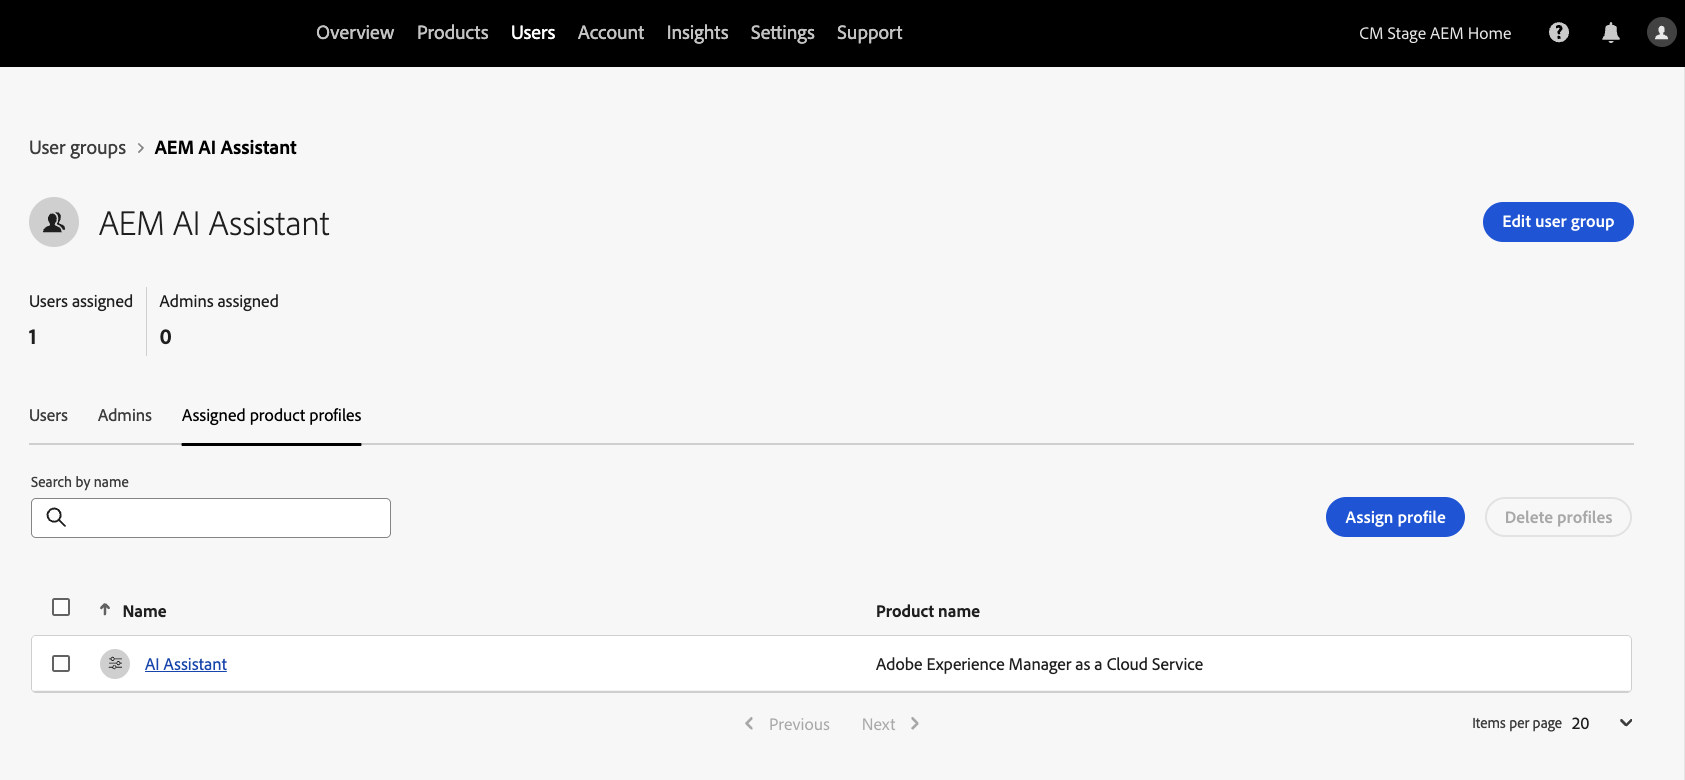 Overview Products Users Account Insights Settings Support CM Stage AEM Home
User groups > AEM AI Assistant
AEM AI Assistant
Edit user group
Users assigned Admins assigned
1 0
Users Admins Assigned product profiles
Search by name
Assign profile Delete profiles
Name Product name
AI Assistant Adobe Experience Manager as a Cloud Service
Previous Next Items per page 20